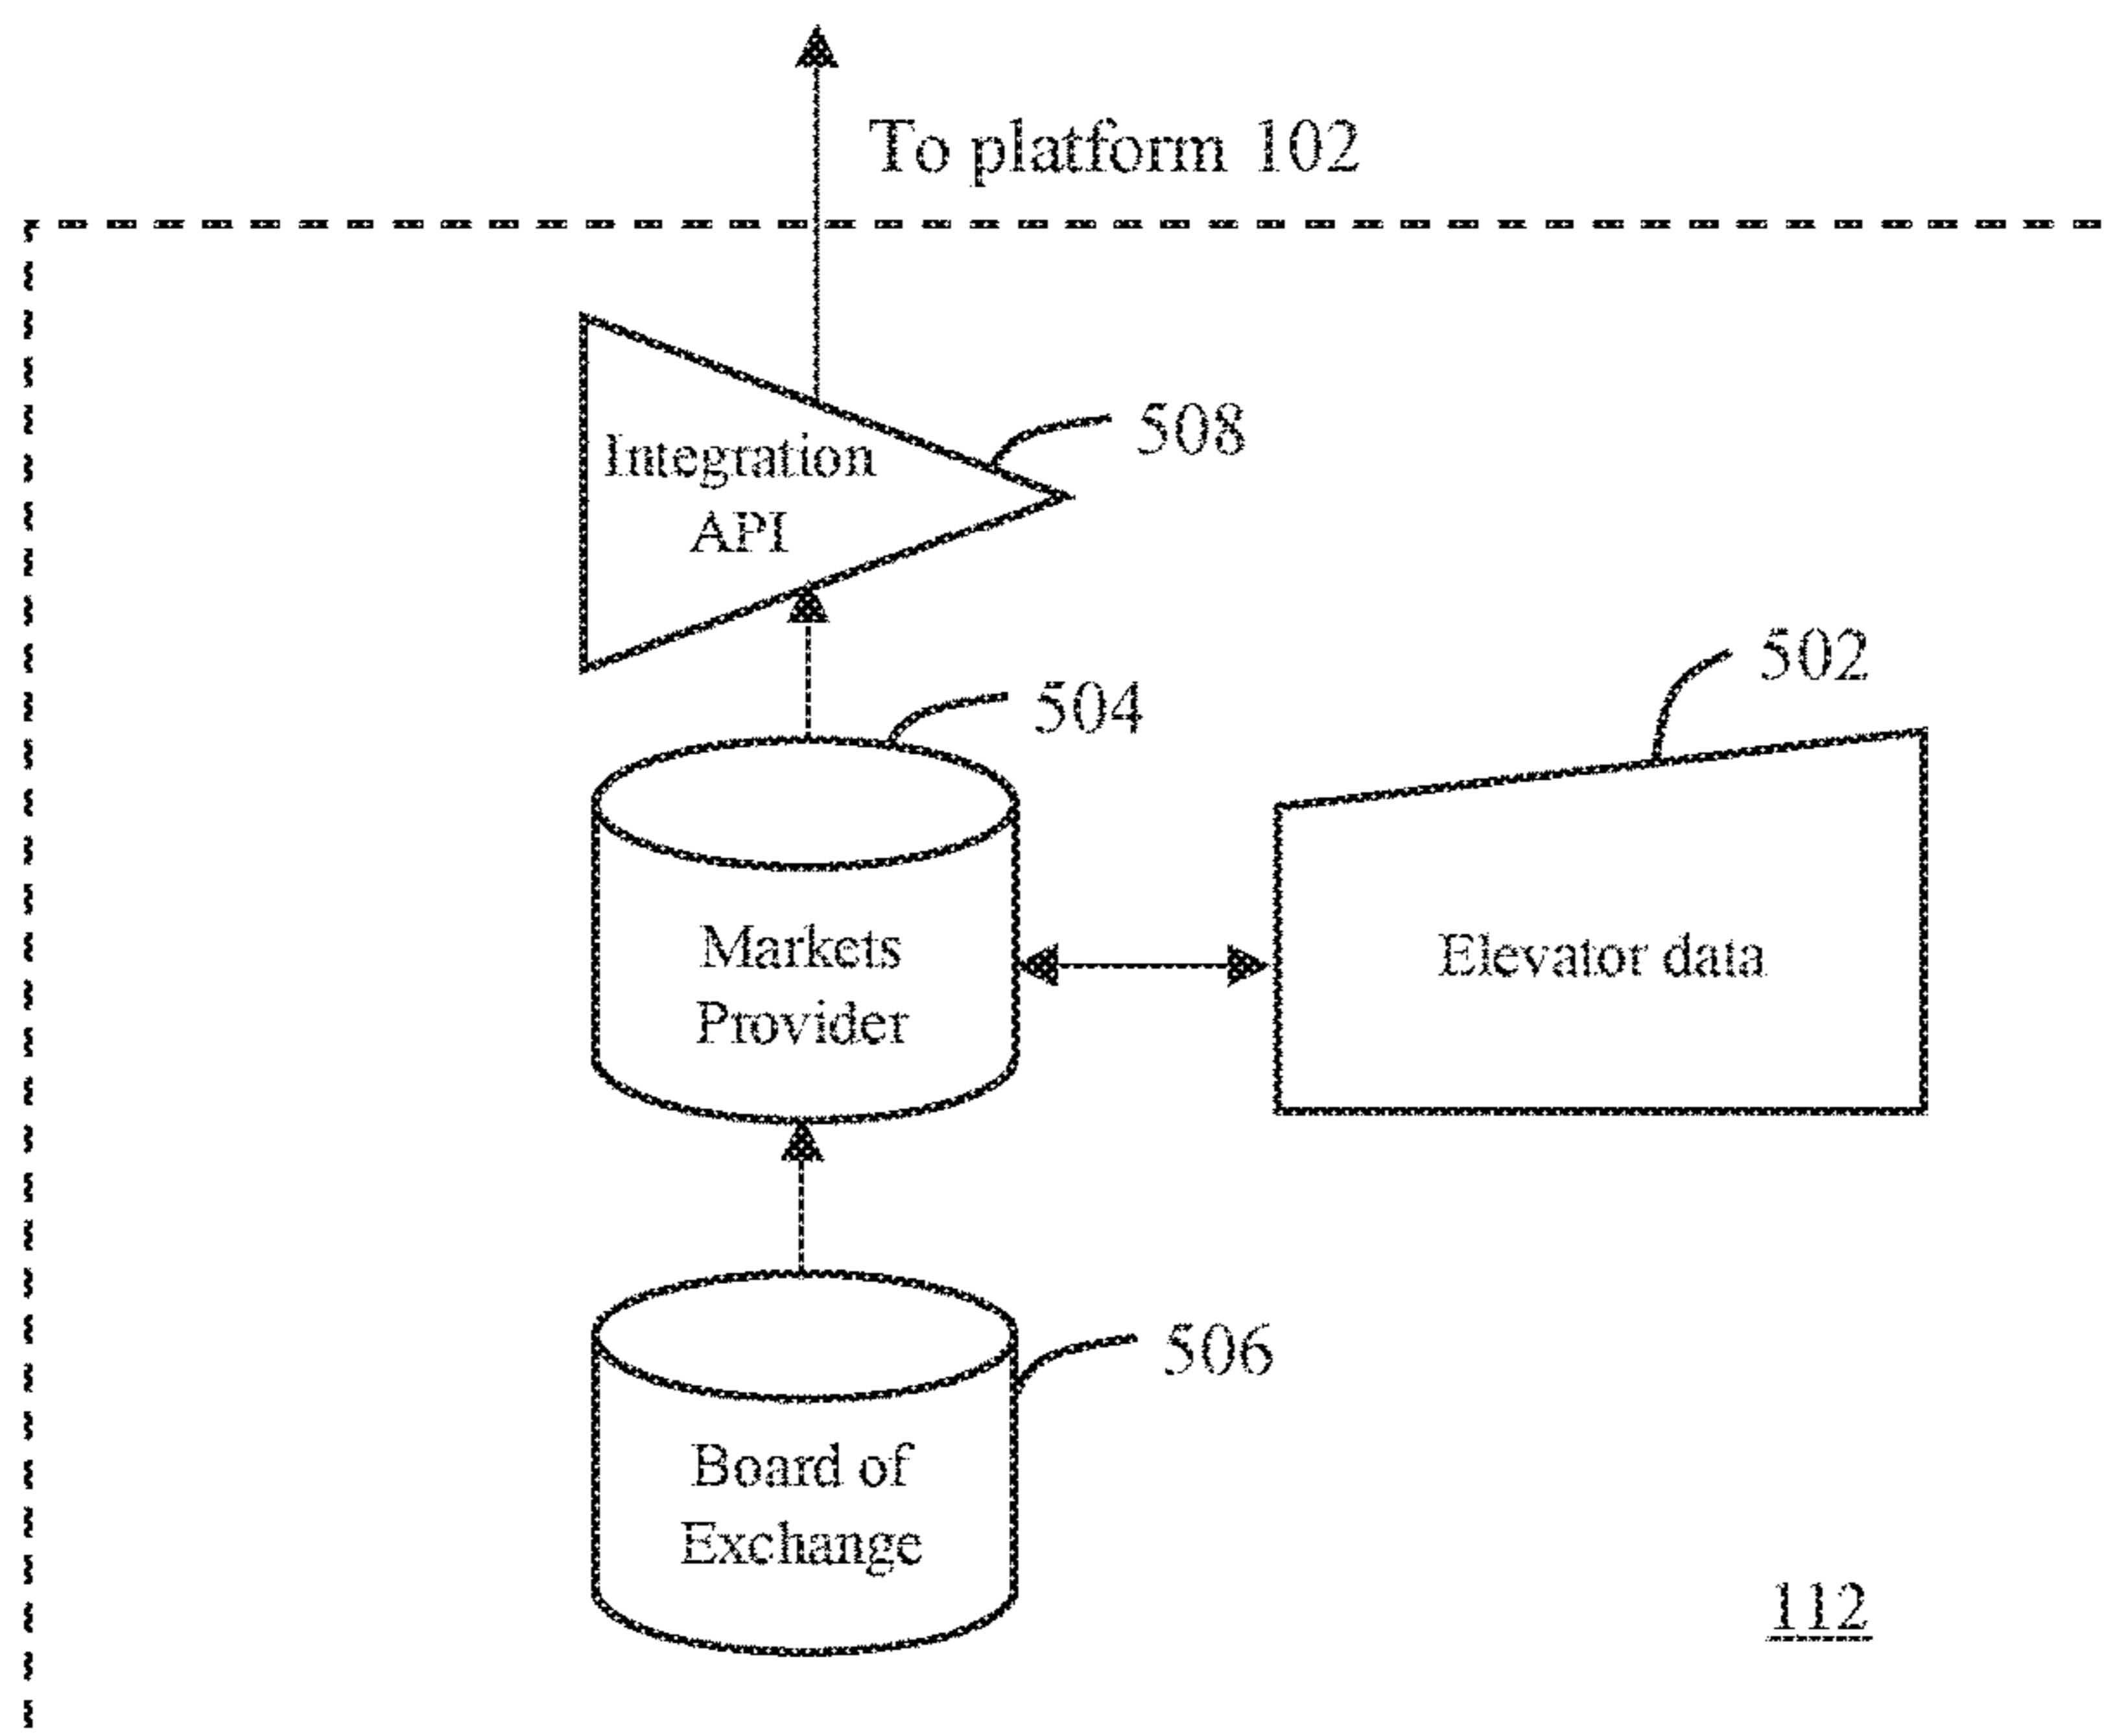 To platform 102
508
Integration
API
502
504
Markets
Provider
Elevator data
506
Board of
Exchange
112